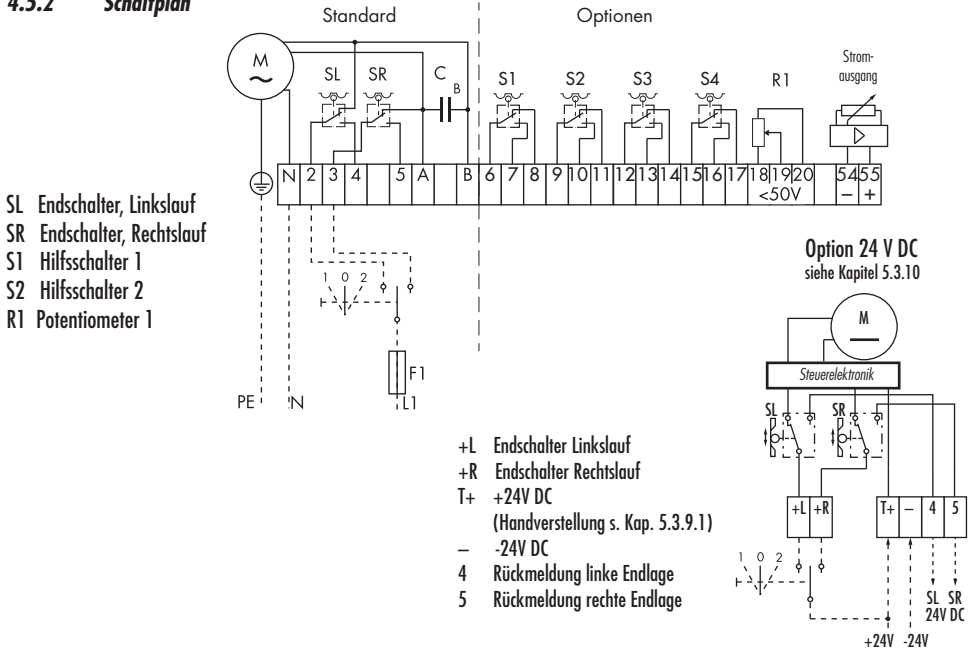 4.5.2 Schaltplan
Standard
Optionen
M
~
SL
SR
C
B
S1
S2
S3
S4
R1
Strom-
ausgang
N 2 3 4 5 A B 6 7 8 9 10 11 12 13 14 15 16 17 18 19 20 54 55
<50V
– +
SL Endschalter, Linkslauf
SR Endschalter, Rechtslauf
S1 Hilfsschalter 1
S2 Hilfsschalter 2
R1 Potentiometer 1
1 0 2
F1
PE
N
L1
Option 24 V DC
siehe Kapitel 5.3.10
M
Steuerelektronik
SL
SR
+L +R T+ – 4 5
1 0 2
SL SR
24V DC
+24V -24V
+L Endschalter Linkslauf
+R Endschalter Rechtslauf
T+ +24V DC
(Handverstellung s. Kap. 5.3.9.1)
– -24V DC
4 Rückmeldung linke Endlage
5 Rückmeldung rechte Endlage